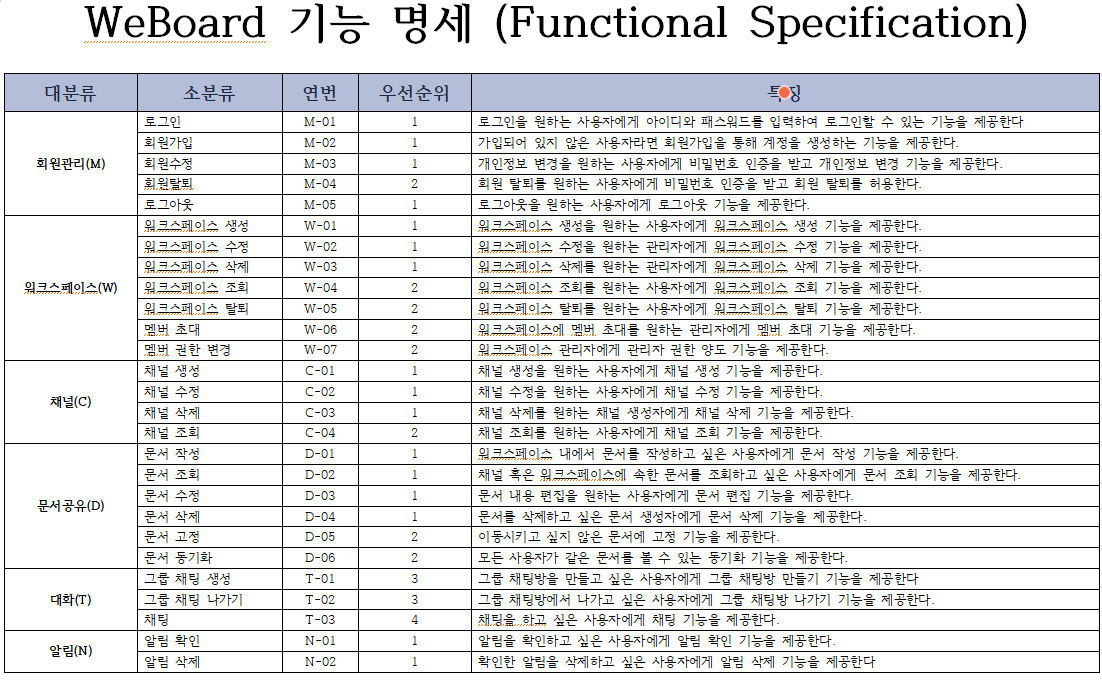 WeBoard 기능 명세 (Functional Specification)
대분류 소분류 연번 우선순위 특징
회원관리(M)
로그인 M-01 1 로그인을 원하는 사용자에게 아이디와 패스워드를 입력하여 로그인할 수 있는 기능을 제공한다
회원가입 M-02 1 가입되어 있지 않은 사용자라면 회원가입을 통해 계정을 생성하는 기능을 제공한다.
회원수정 M-03 1 개인정보 변경을 원하는 사용자에게 비밀번호 인증을 받고 개인정보 변경 기능을 제공한다.
회원탈퇴 M-04 2 회원 탈퇴를 원하는 사용자에게 비밀번호 인증을 받고 회원 탈퇴를 허용한다.
로그아웃 M-05 1 로그아웃을 원하는 사용자에게 로그아웃 기능을 제공한다.
워크스페이스(W)
워크스페이스 생성 W-01 1 워크스페이스 생성을 원하는 사용자에게 워크스페이스 생성 기능을 제공한다.
워크스페이스 수정 W-02 1 워크스페이스 수정을 원하는 관리자에게 워크스페이스 수정 기능을 제공한다.
워크스페이스 삭제 W-03 1 워크스페이스 삭제를 원하는 관리자에게 워크스페이스 삭제 기능을 제공한다.
워크스페이스 조회 W-04 2 워크스페이스 조회를 원하는 사용자에게 워크스페이스 조회 기능을 제공한다.
워크스페이스 탈퇴 W-05 2 워크스페이스 탈퇴를 원하는 사용자에게 워크스페이스 탈퇴 기능을 제공한다.
멤버 초대 W-06 2 워크스페이스에 멤버 초대를 원하는 관리자에게 멤버 초대 기능을 제공한다.
멤버 권한 변경 W-07 2 워크스페이스 관리자에게 관리자 권한 양도 기능을 제공한다.
채널(C)
채널 생성 C-01 1 채널 생성을 원하는 사용자에게 채널 생성 기능을 제공한다.
채널 수정 C-02 1 채널 수정을 원하는 사용자에게 채널 수정 기능을 제공한다.
채널 삭제 C-03 1 채널 삭제를 원하는 채널 생성자에게 채널 삭제 기능을 제공한다.
채널 조회 C-04 2 채널 조회를 원하는 사용자에게 채널 조회 기능을 제공한다.
문서공유(D)
문서 작성 D-01 1 워크스페이스 내에서 문서를 작성하고 싶은 사용자에게 문서 작성 기능을 제공한다.
문서 조회 D-02 1 채널 혹은 워크스페이스에 속한 문서를 조회하고 싶은 사용자에게 문서 조회 기능을 제공한다.
문서 수정 D-03 1 문서 내용 편집을 원하는 사용자에게 문서 편집 기능을 제공한다.
문서 삭제 D-04 1 문서를 삭제하고 싶은 문서 생성자에게 문서 삭제 기능을 제공한다.
문서 고정 D-05 2 이동시키고 싶지 않은 문서에 고정 기능을 제공한다.
문서 동기화 D-06 2 모든 사용자가 같은 문서를 볼 수 있는 동기화 기능을 제공한다.
대화(T)
그룹 채팅 생성 T-01 3 그룹 채팅방을 만들고 싶은 사용자에게 그룹 채팅방 만들기 기능을 제공한다
그룹 채팅 나가기 T-02 3 그룹 채팅방에서 나가고 싶은 사용자에게 그룹 채팅방 나가기 기능을 제공한다.
채팅 T-03 4 채팅을 하고 싶은 사용자에게 채팅 기능을 제공한다.
알림(N)
알림 확인 N-01 1 알림을 확인하고 싶은 사용자에게 알림 확인 기능을 제공한다.
알림 삭제 N-02 1 확인한 알림을 삭제하고 싶은 사용자에게 알림 삭제 기능을 제공한다